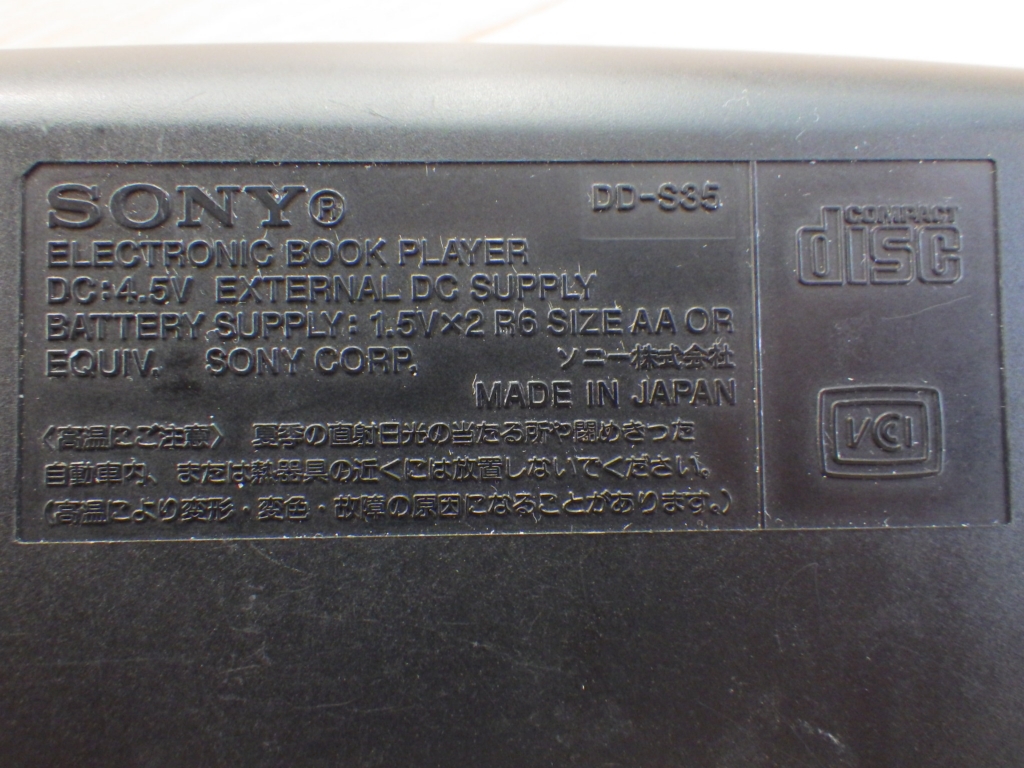 SONY®
DD-S35
ELECTRONIC BOOK PLAYER
DC:4.5V EXTERNAL DC SUPPLY
BATTERY SUPPLY: 1.5V×2 R6 SIZE AA OR
EQUIV. SONY CORP. ソニー株式会社
MADE IN JAPAN
〈高温にご注意〉 夏季の直射日光の当たる所や閉めきった
自動車内、または熱器具の近くには放置しないでください。
(高温により変形・変色・故障の原因になることがあります。)
COMPACT
disc
VCI